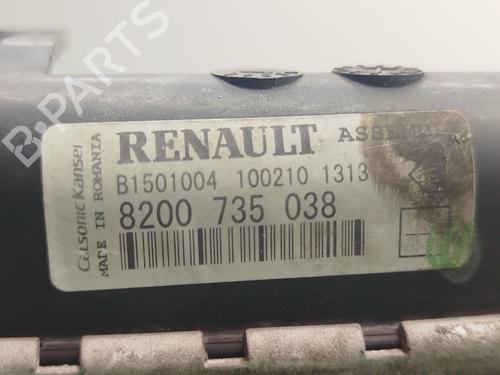 RENAULT
B1501004 100210 1313
8200 735 038
Calsonic Kansei
MADE IN ROMANIA
B-PARTS